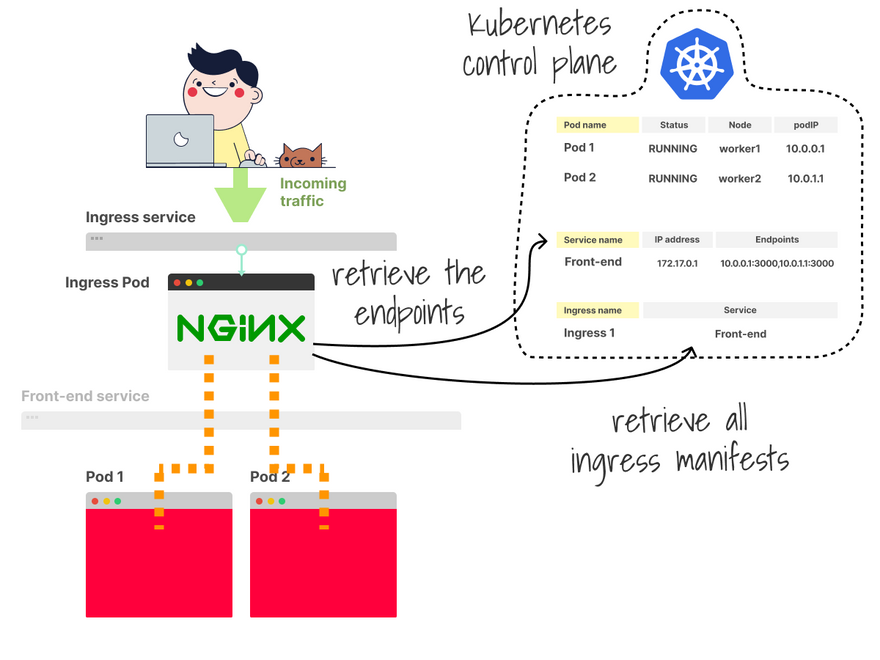 Kubernetes
control plane
Pod name Status Node podIP
Pod 1 RUNNING worker1 10.0.0.1
Pod 2 RUNNING worker2 10.0.1.1
Incoming
traffic
Ingress service
Service name IP address Endpoints
Front-end 172.17.0.1 10.0.0.1:3000,10.0.1.1:3000
Ingress Pod
retrieve the
endpoints
NGINX
Ingress name Service
Ingress 1 Front-end
Front-end service
retrieve all
ingress manifests
Pod 1 Pod 2